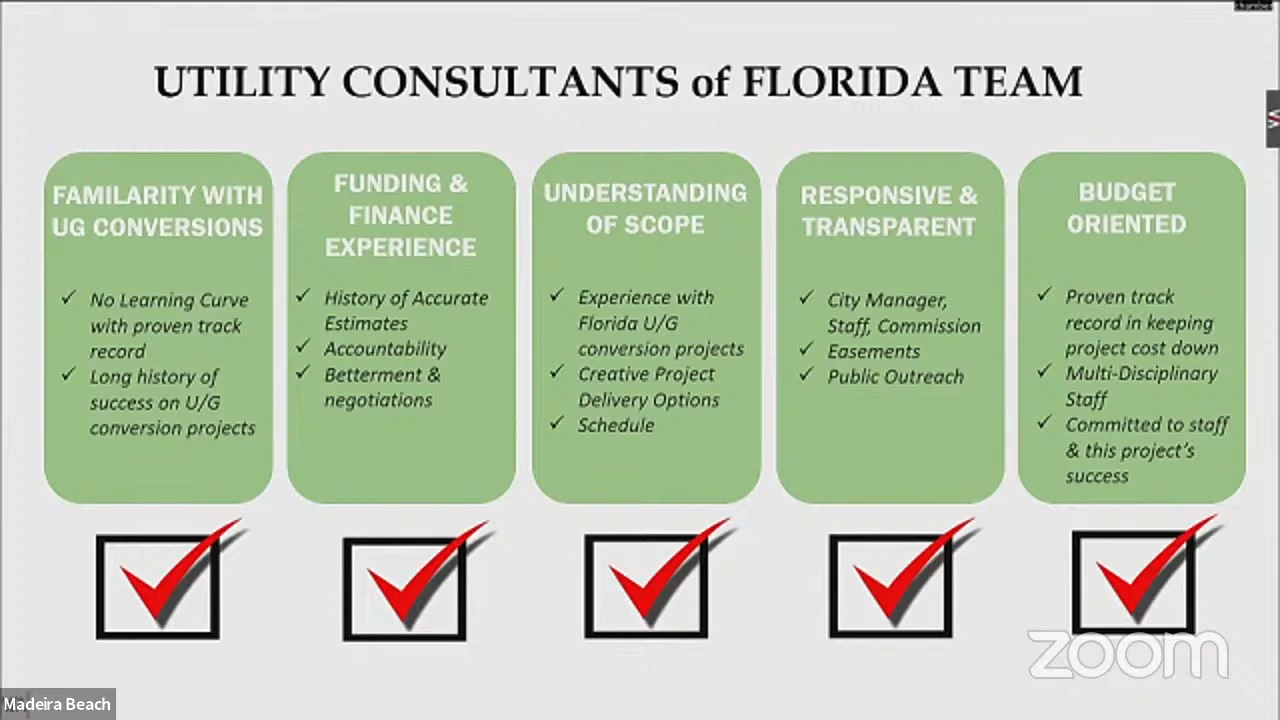 UTILITY CONSULTANTS of FLORIDA TEAM
FAMILARITY WITH
UG CONVERSIONS
No Learning Curve
with proven track
record
Long history of
success on U/G
conversion projects
FUNDING &
FINANCE
EXPERIENCE
History of Accurate
Estimates
Accountability
Betterment &
negotiations
UNDERSTANDING
OF SCOPE
Experience with
Florida U/G
conversion projects
Creative Project
Delivery Options
Schedule
RESPONSIVE &
TRANSPARENT
City Manager,
Staff, Commission
Easements
Public Outreach
BUDGET
ORIENTED
Proven track
record in keeping
project cost down
Multi-Disciplinary
Staff
Committed to staff
& this project's
success
zoom
Madeira Beach